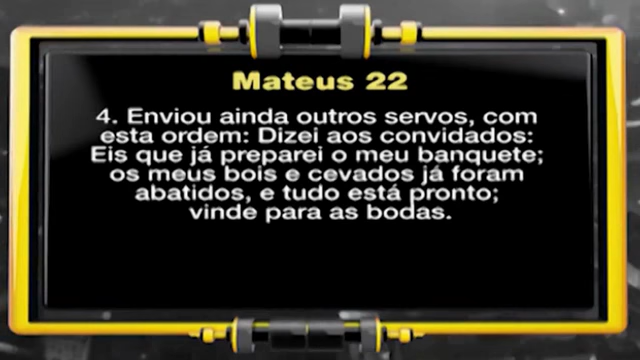 Mateus 22
4. Enviou ainda outros servos, com
esta ordem: Dizei aos convidados:
Eis que já preparei o meu banquete;
os meus bois e cevados já foram
abatidos, e tudo está pronto;
vinde para as bodas.